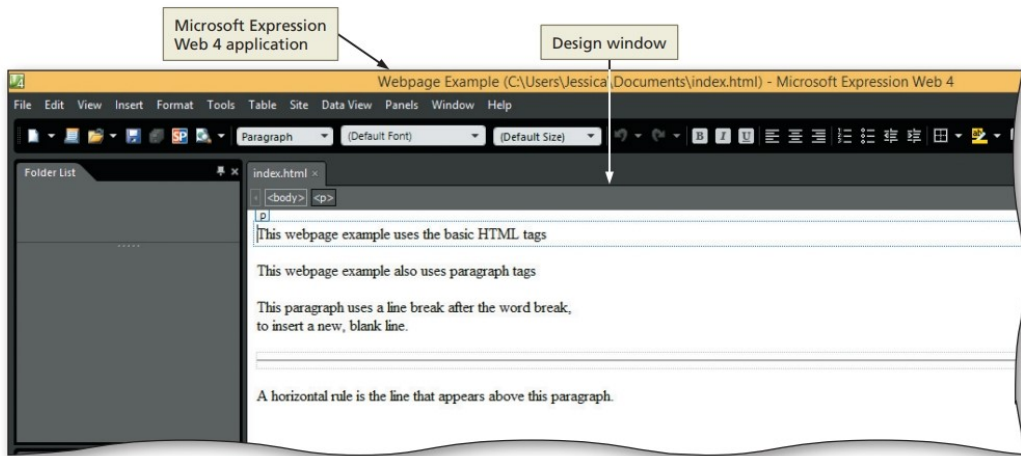 Microsoft Expression
Web 4 application
Design window
Webpage Example (C:\Users\Jessica\Documents\index.html) - Microsoft Expression Web 4
File Edit View Insert Format Tools Table Site Data View Panels Window Help
SP Paragraph (Default Font) (Default Size) B I U ab
Folder List
index.html ×
<body> <p>
p
This webpage example uses the basic HTML tags
This webpage example also uses paragraph tags
This paragraph uses a line break after the word break,
to insert a new, blank line.
A horizontal rule is the line that appears above this paragraph.